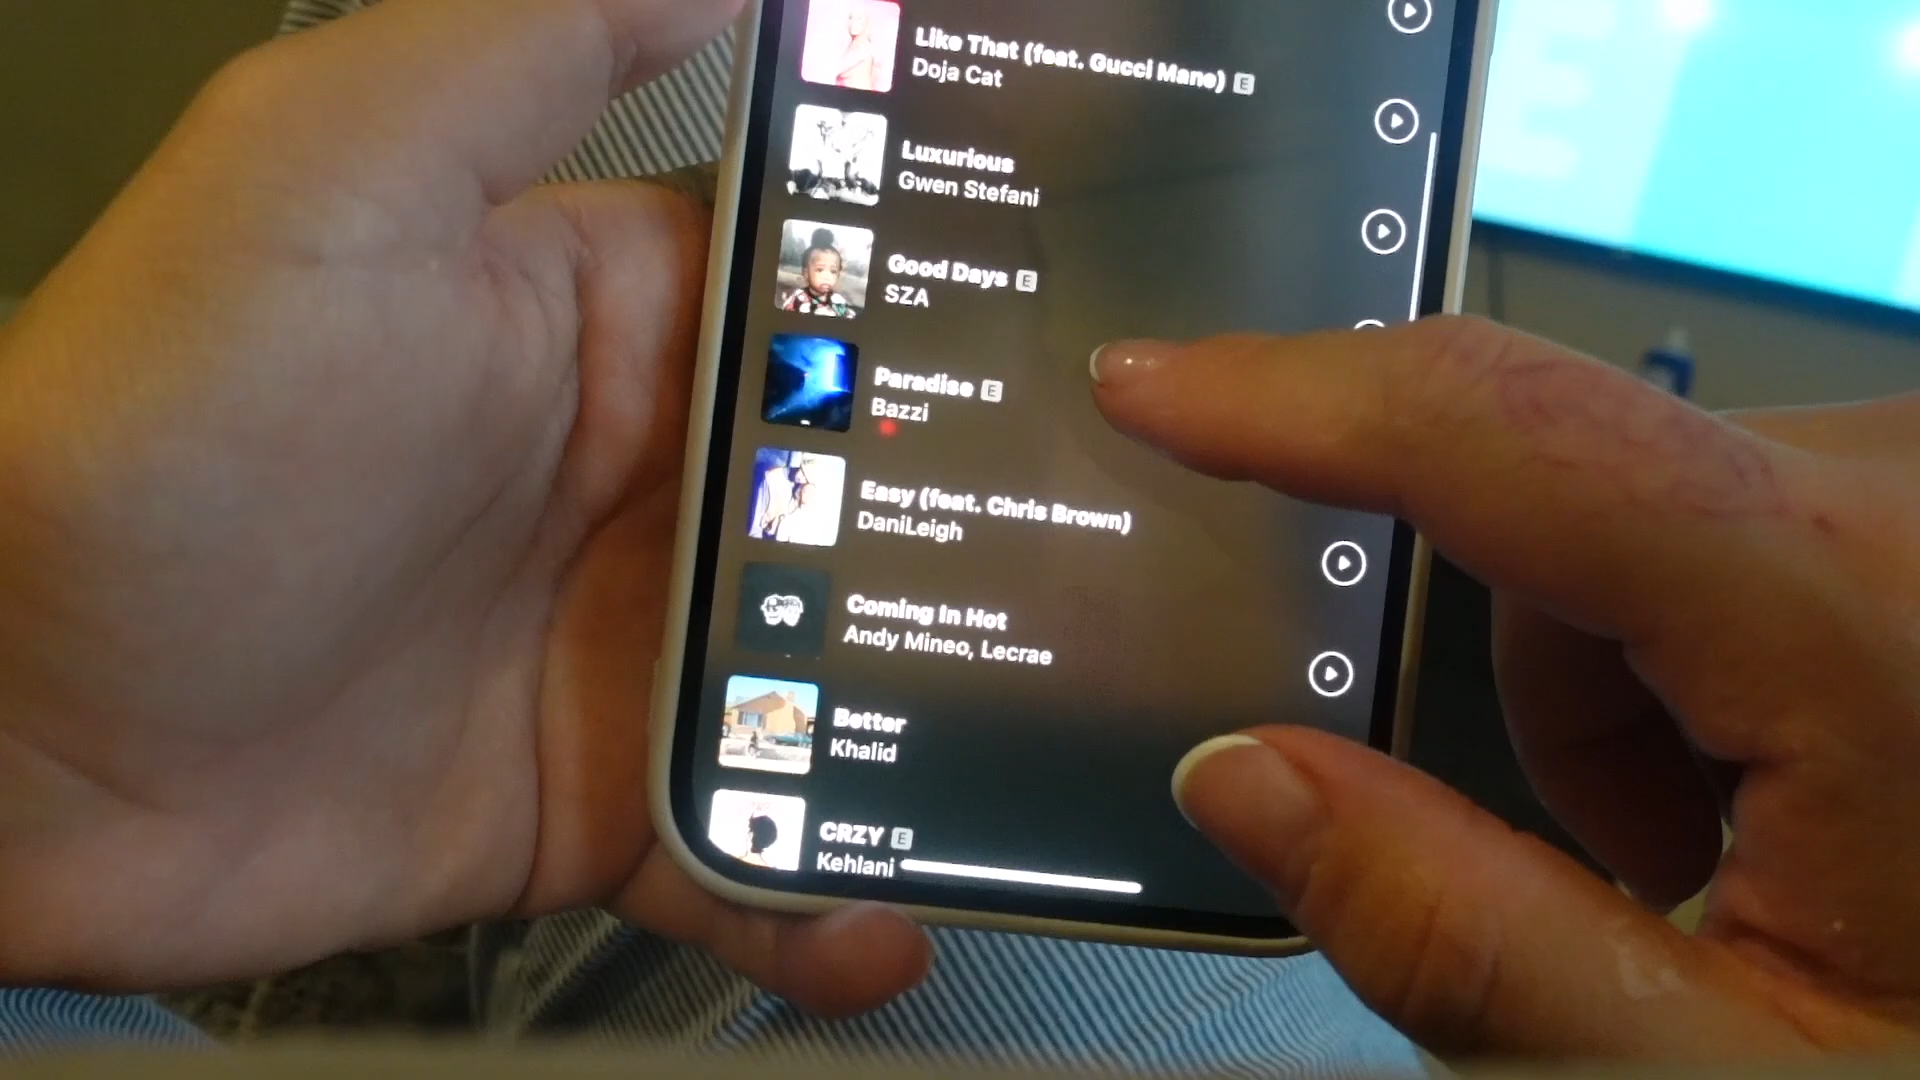 Like That (feat. Gucci Mane) E
Doja Cat
Luxurious
Gwen Stefani
Good Days E
SZA
Paradise E
Bazzi
Easy (feat. Chris Brown)
DaniLeigh
Coming In Hot
Andy Mineo, Lecrae
Better
Khalid
CRZY E
Kehlani